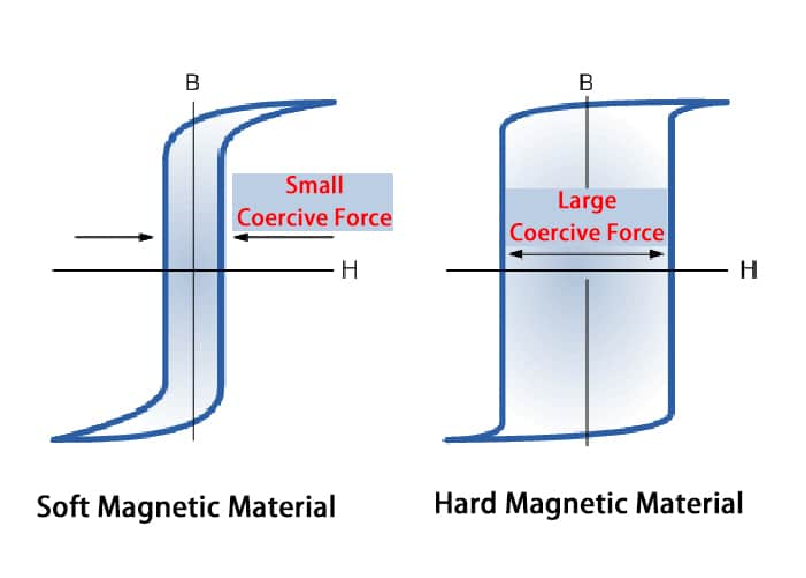 B
Small
Coercive Force
H
Soft Magnetic Material
B
Large
Coercive Force
H
Hard Magnetic Material